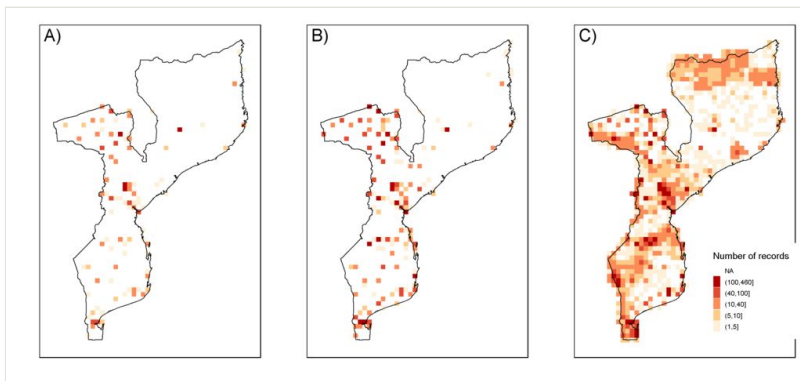 A)
B)
C)
Number of records
NA
(100,480]
(40,100]
(10,40]
(5,10]
(1,5]